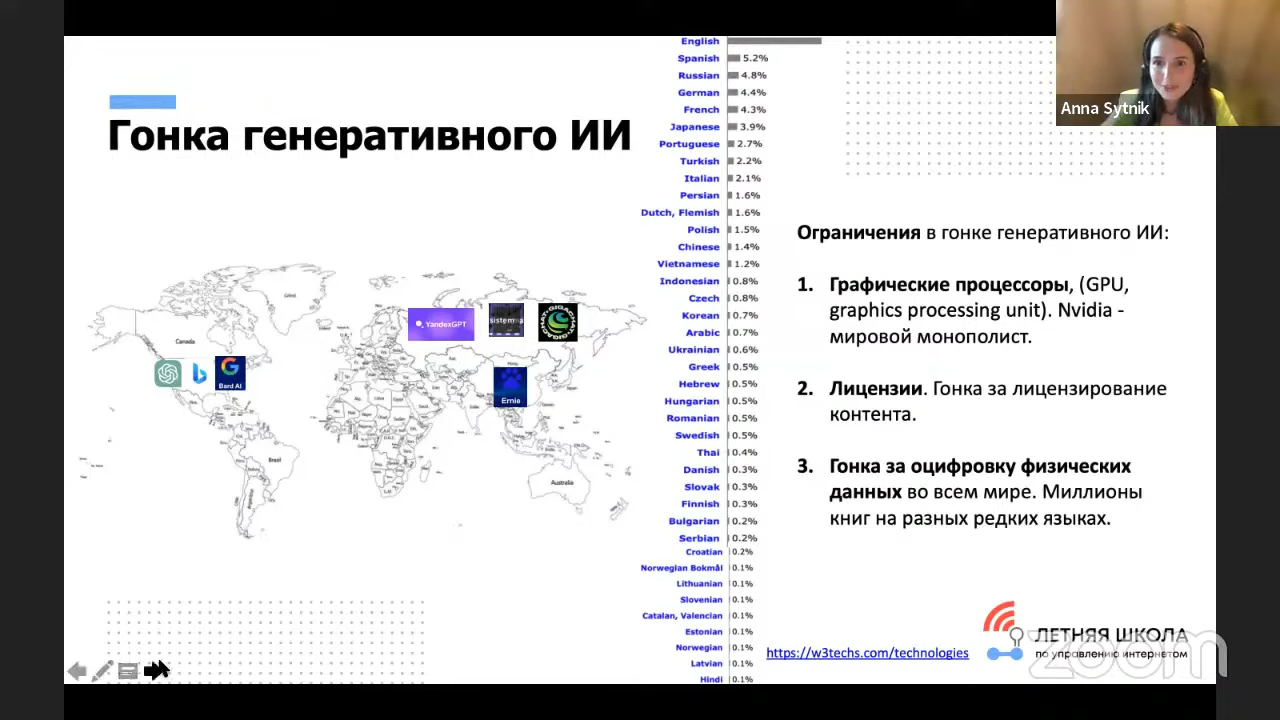 Anna Sytnik
Гонка генеративного ИИ
English
Spanish 5.2%
Russian 4.8%
German 4.4%
French 4.3%
Japanese 3.9%
Portuguese 2.7%
Turkish 2.2%
Italian 2.1%
Persian 1.6%
Dutch, Flemish 1.6%
Polish 1.5%
Chinese 1.4%
Vietnamese 1.2%
Indonesian 0.8%
Czech 0.8%
Korean 0.7%
Arabic 0.7%
Ukrainian 0.6%
Greek 0.5%
Hebrew 0.5%
Hungarian 0.5%
Romanian 0.5%
Swedish 0.5%
Thai 0.4%
Danish 0.3%
Slovak 0.3%
Finnish 0.3%
Bulgarian 0.2%
Serbian 0.2%
Croatian 0.2%
Norwegian Bokmål 0.1%
Lithuanian 0.1%
Slovenian 0.1%
Catalan, Valencian 0.1%
Estonian 0.1%
Norwegian 0.1%
Latvian 0.1%
Hindi 0.1%
Canada
Brazil
Australia
YandexGPT
GIGACHAT
Bard AI
Ernie
Ограничения в гонке генеративного ИИ:
1. Графические процессоры, (GPU,
graphics processing unit). Nvidia -
мировой монополист.
2. Лицензии. Гонка за лицензирование
контента.
3. Гонка за оцифровку физических
данных во всем мире. Миллионы
книг на разных редких языках.
https://w3techs.com/technologies
ЛЕТНЯЯ ШКОЛА
по управлению интернетом
zoom